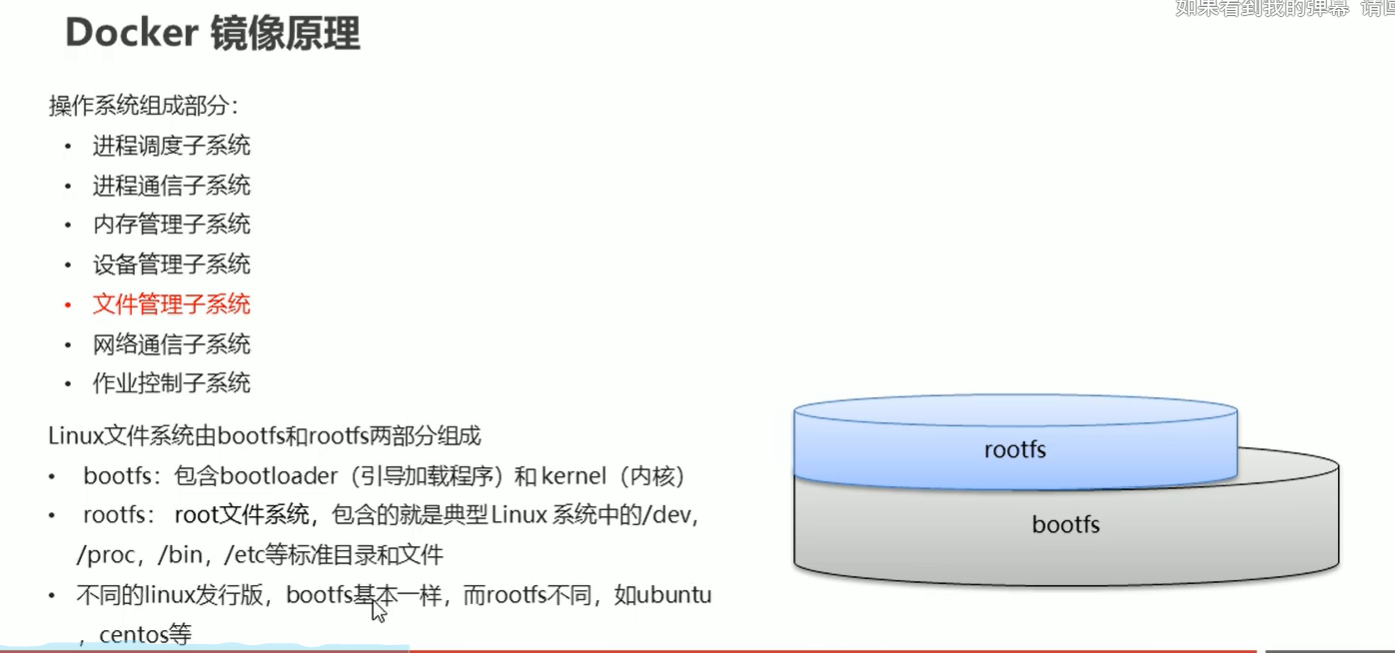 如果看到我的弹幕 请
Docker 镜像原理
操作系统组成部分：
• 进程调度子系统
• 进程通信子系统
• 内存管理子系统
• 设备管理子系统
• 文件管理子系统
• 网络通信子系统
• 作业控制子系统
Linux文件系统由bootfs和rootfs两部分组成
• bootfs：包含bootloader（引导加载程序）和 kernel（内核）
• rootfs： root文件系统，包含的就是典型 Linux 系统中的/dev，
/proc，/bin，/etc等标准目录和文件
• 不同的linux发行版，bootfs基本一样，而rootfs不同，如ubuntu
，centos等
rootfs
bootfs